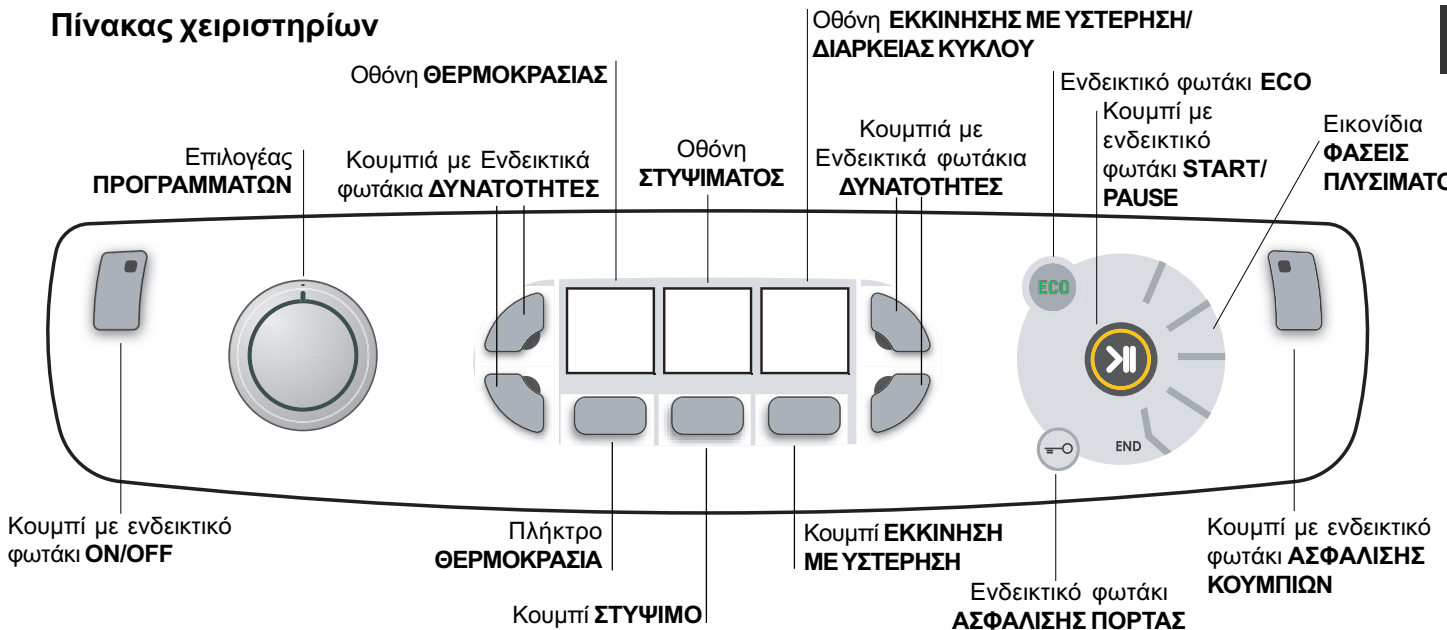 Πίνακας χειριστηρίων
Οθόνη ΕΚΚΙΝΗΣΗΣ ΜΕ ΥΣΤΕΡΗΣΗ/
ΔΙΑΡΚΕΙΑΣ ΚΥΚΛΟΥ
Οθόνη ΘΕΡΜΟΚΡΑΣΙΑΣ
Ενδεικτικό φωτάκι ECO
Επιλογέας
ΠΡΟΓΡΑΜΜΑΤΩΝ
Κουμπιά με Ενδεικτικά
φωτάκια ΔΥΝΑΤΟΤΗΤΕΣ
Οθόνη
ΣΤΥΨΙΜΑΤΟΣ
Κουμπιά με
Ενδεικτικά φωτάκια
ΔΥΝΑΤΟΤΗΤΕΣ
Κουμπί με
ενδεικτικό
φωτάκι START/
PAUSE
Εικονίδια
ΦΑΣΕΙΣ
ΠΛΥΣΙΜΑΤΟ
ECO
END
Κουμπί με ενδεικτικό
φωτάκι ON/OFF
Πλήκτρο
ΘΕΡΜΟΚΡΑΣΙΑ
Κουμπί ΣΤΥΨΙΜΟ
Κουμπί ΕΚΚΙΝΗΣΗ
ΜΕ ΥΣΤΕΡΗΣΗ
Ενδεικτικό φωτάκι
ΑΣΦΑΛΙΣΗΣ ΠΟΡΤΑΣ
Κουμπί με ενδεικτικό
φωτάκι ΑΣΦΑΛΙΣΗΣ
ΚΟΥΜΠΙΩΝ